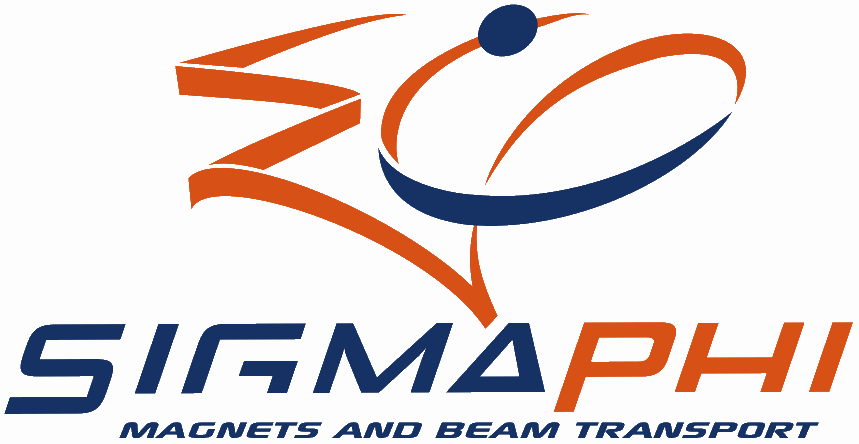 SIGMAPHI
MAGNETS AND BEAM TRANSPORT